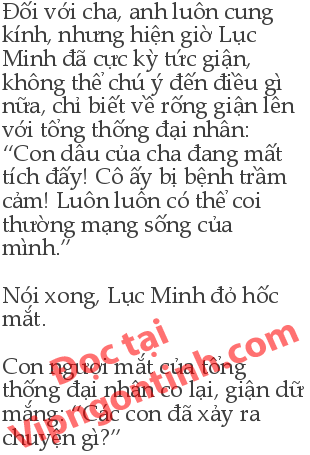 Đối với cha, anh luôn cung
kính, nhưng hiện giờ Lục
Minh đã cực kỳ tức giận,
không thể chú ý đến điều gì
nữa, chỉ biết về rống giận lên
với tổng thống đại nhân:
“Con dâu của cha đang mất
tích đấy! Cô ấy bị bệnh trầm
cảm! Luôn luôn có thể coi
thường mạng sống của
mình.”
Nói xong, Lục Minh đỏ hốc
mắt.
Con người mắt của tổng
thống đại nhân co lại, giận dữ
mắng: “Các con đã xảy ra
chuyện gì?”
Đọc tại
Vipngontinh.com